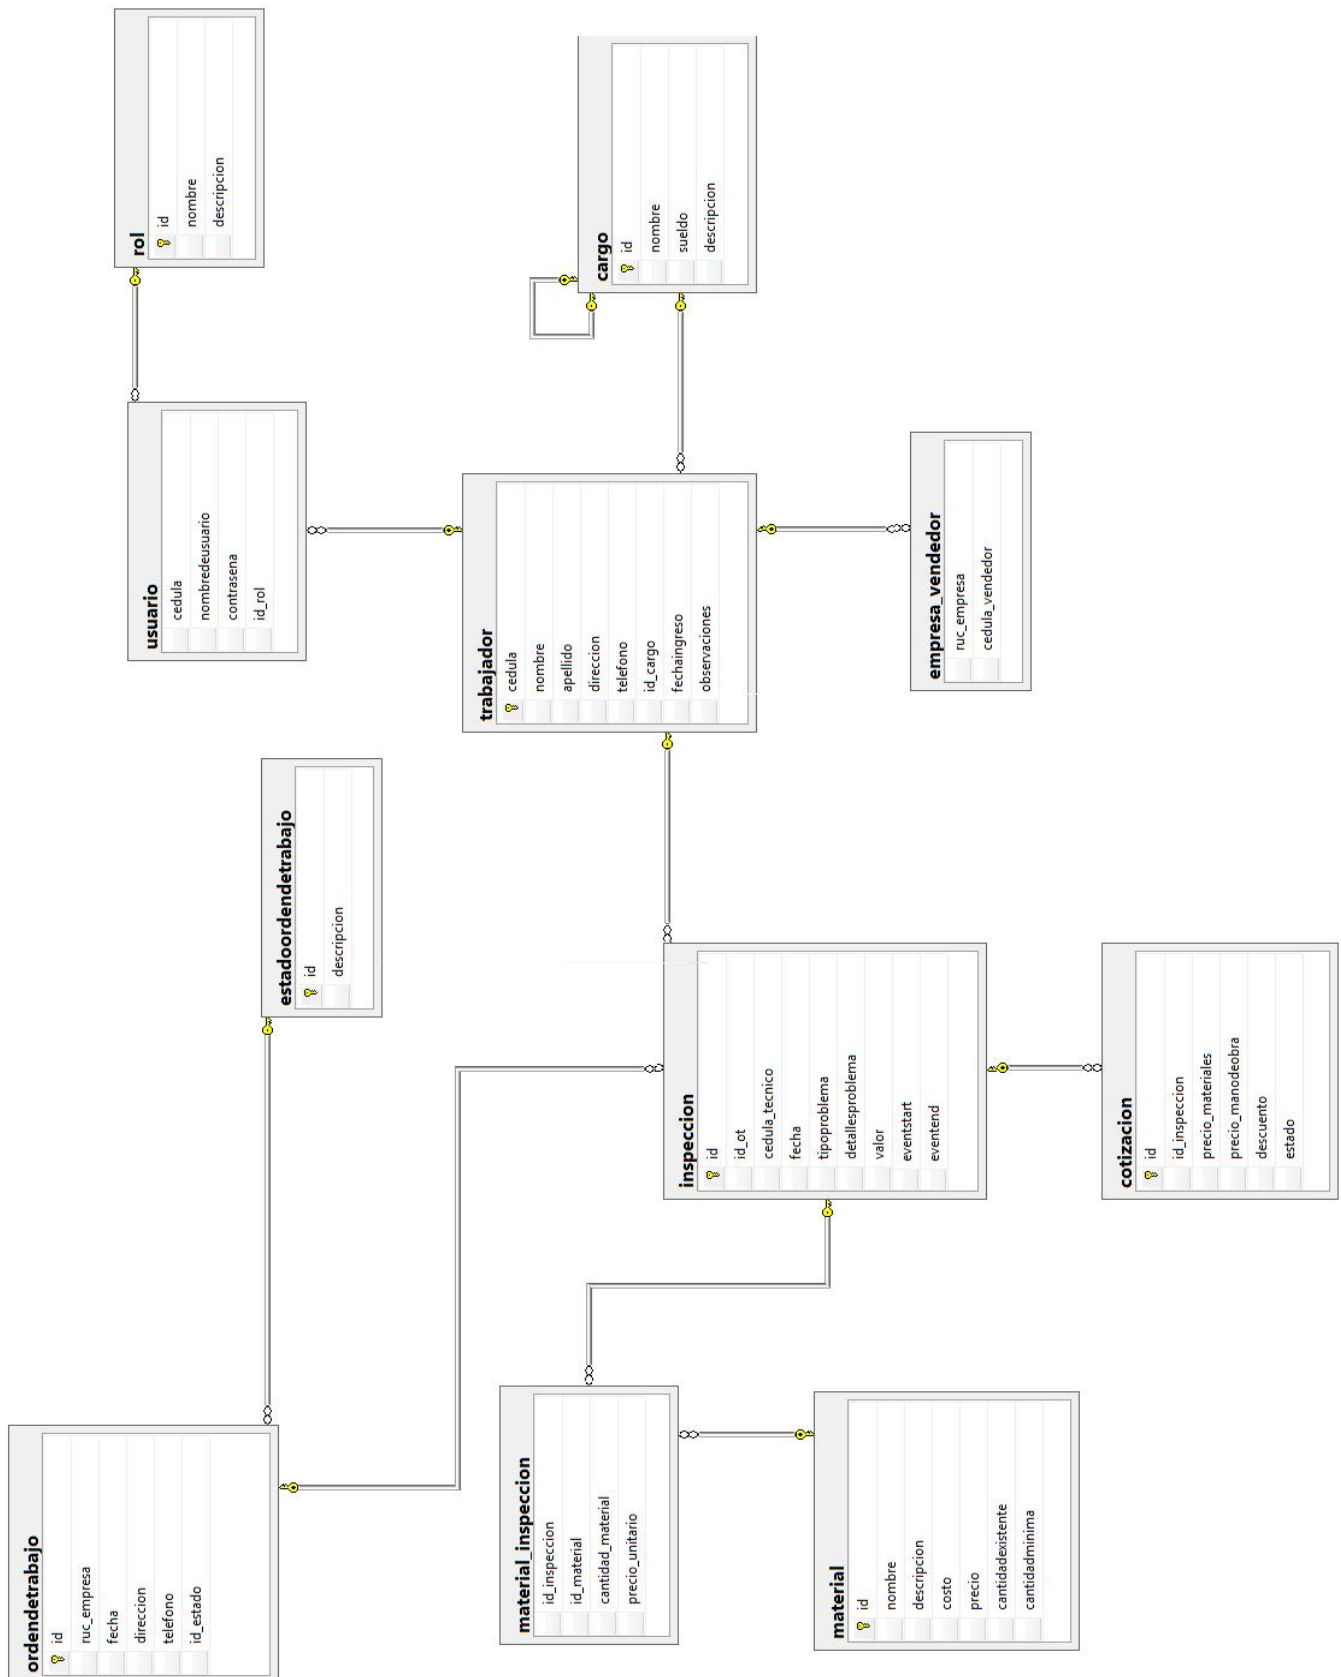 rol
id
nombre
descripcion
cargo
id
nombre
sueldo
descripcion
usuario
cedula
nombredeusuario
contrasena
id_rol
trabajador
cedula
nombre
apellido
direccion
telefono
id_cargo
fechaingreso
observaciones
empresa_vendedor
ruc_empresa
cedula_vendedor
estadoordendetrabajo
id
descripcion
inspeccion
id
id_ot
cedula_tecnico
fecha
tipoproblema
detallesproblema
valor
eventstart
eventend
cotizacion
id
id_inspeccion
precio_materiales
precio_manodeobra
descuento
estado
ordendetrabajo
id
ruc_empresa
fecha
direccion
telefono
id_estado
material_inspeccion
id_inspeccion
id_material
cantidad_material
precio_unitario
material
id
nombre
descripcion
costo
precio
cantidadexistente
cantidadminima